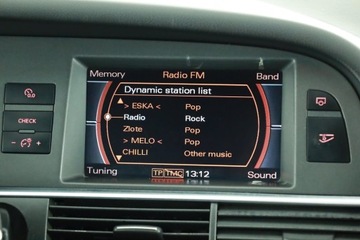 Memory Radio FM Band
Dynamic station list
> ESKA < Pop
Radio Rock
Zlote Pop
> MELO < Pop
CHILLI Other music
Tuning TP TMC 13:12 Sound
CHECK